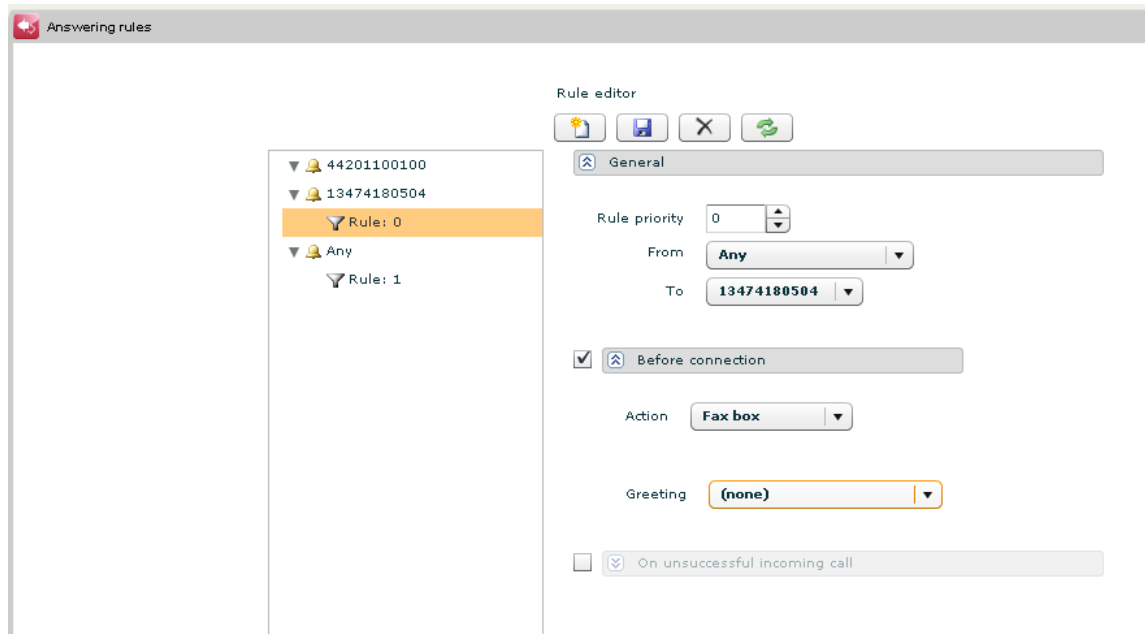 Answering rules
Rule editor
44201100100
13474180504
Rule: 0
Any
Rule: 1
General
Rule priority 0
From Any
To 13474180504
Before connection
Action Fax box
Greeting (none)
On unsuccessful incoming call